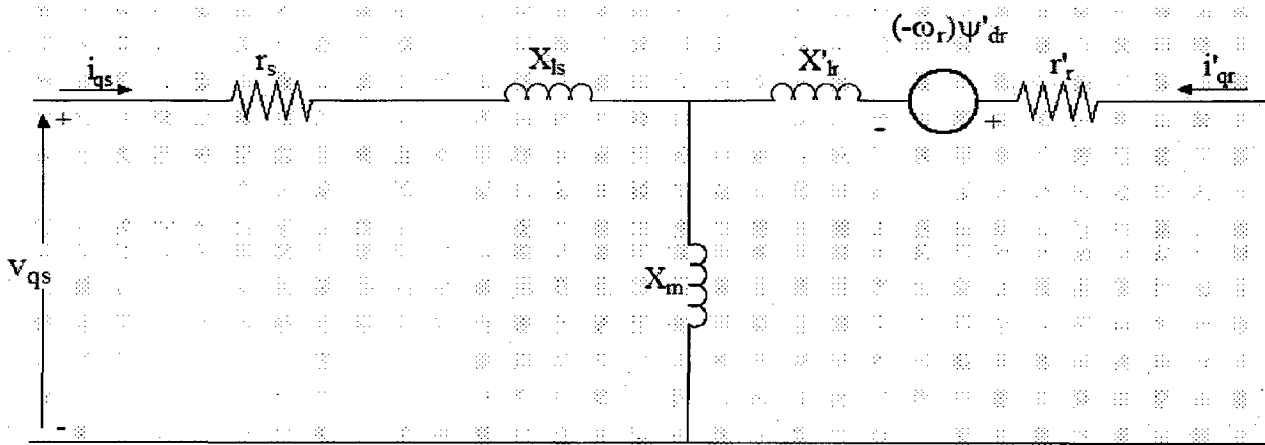 (-ω_r)ψ'_dr
i_qs
r_s
X_ls
X'_lr
r'_r
i'_qr
+
-
+
v_qs
X_m
-